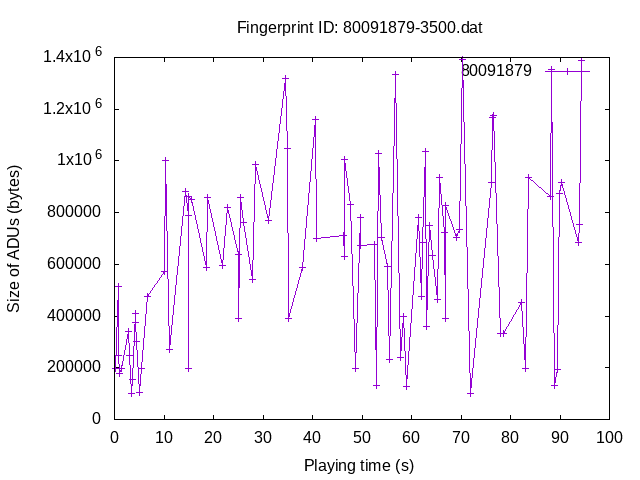 Fingerprint ID: 80091879-3500.dat
80091879
1.4x10^6
1.2x10^6
1x10^6
800000
600000
400000
200000
0
Size of ADUs (bytes)
0 10 20 30 40 50 60 70 80 90 100
Playing time (s)